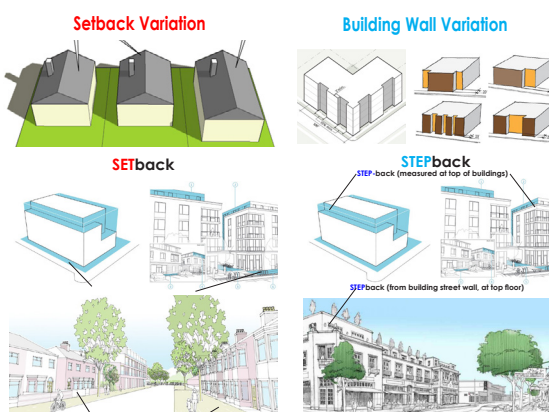 Setback Variation
Building Wall Variation
SETback
STEPback
STEP-back (measured at top of buildings)
STEPback (from building street wall, at top floor)